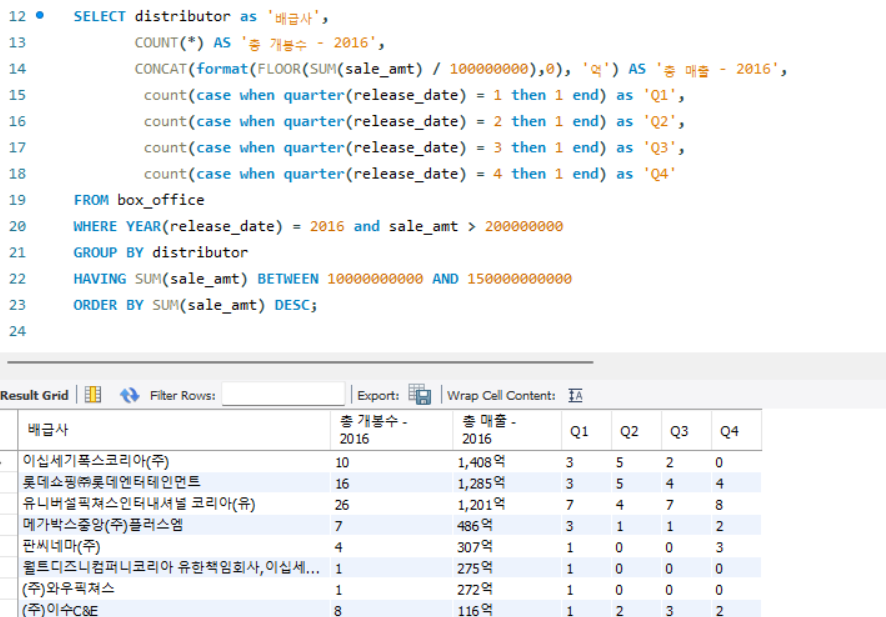 12 SELECT distributor as '배급사',
13 COUNT(*) AS '총 개봉수 - 2016',
14 CONCAT(format(FLOOR(SUM(sale_amt) / 100000000),0), '억') AS '총 매출 - 2016',
15 count(case when quarter(release_date) = 1 then 1 end) as 'Q1',
16 count(case when quarter(release_date) = 2 then 1 end) as 'Q2',
17 count(case when quarter(release_date) = 3 then 1 end) as 'Q3',
18 count(case when quarter(release_date) = 4 then 1 end) as 'Q4'
19 FROM box_office
20 WHERE YEAR(release_date) = 2016 and sale_amt > 200000000
21 GROUP BY distributor
22 HAVING SUM(sale_amt) BETWEEN 10000000000 AND 150000000000
23 ORDER BY SUM(sale_amt) DESC;
24
Result Grid Filter Rows: Export: Wrap Cell Content: IA
배급사 총 개봉수 - 2016 총 매출 - 2016 Q1 Q2 Q3 Q4
이십세기폭스코리아(주) 10 1,408억 3 5 2 0
롯데쇼핑㈜롯데엔터테인먼트 16 1,285억 3 5 4 4
유니버설픽쳐스인터내셔널 코리아(유) 26 1,201억 7 4 7 8
메가박스중앙(주)플러스엠 7 486억 3 1 1 2
판씨네마(주) 4 307억 1 0 0 3
월트디즈니컴퍼니코리아 유한책임회사,이십세... 1 275억 1 0 0 0
(주)와우픽쳐스 1 272억 1 0 0 0
(주)이수C&E 8 116억 1 2 3 2